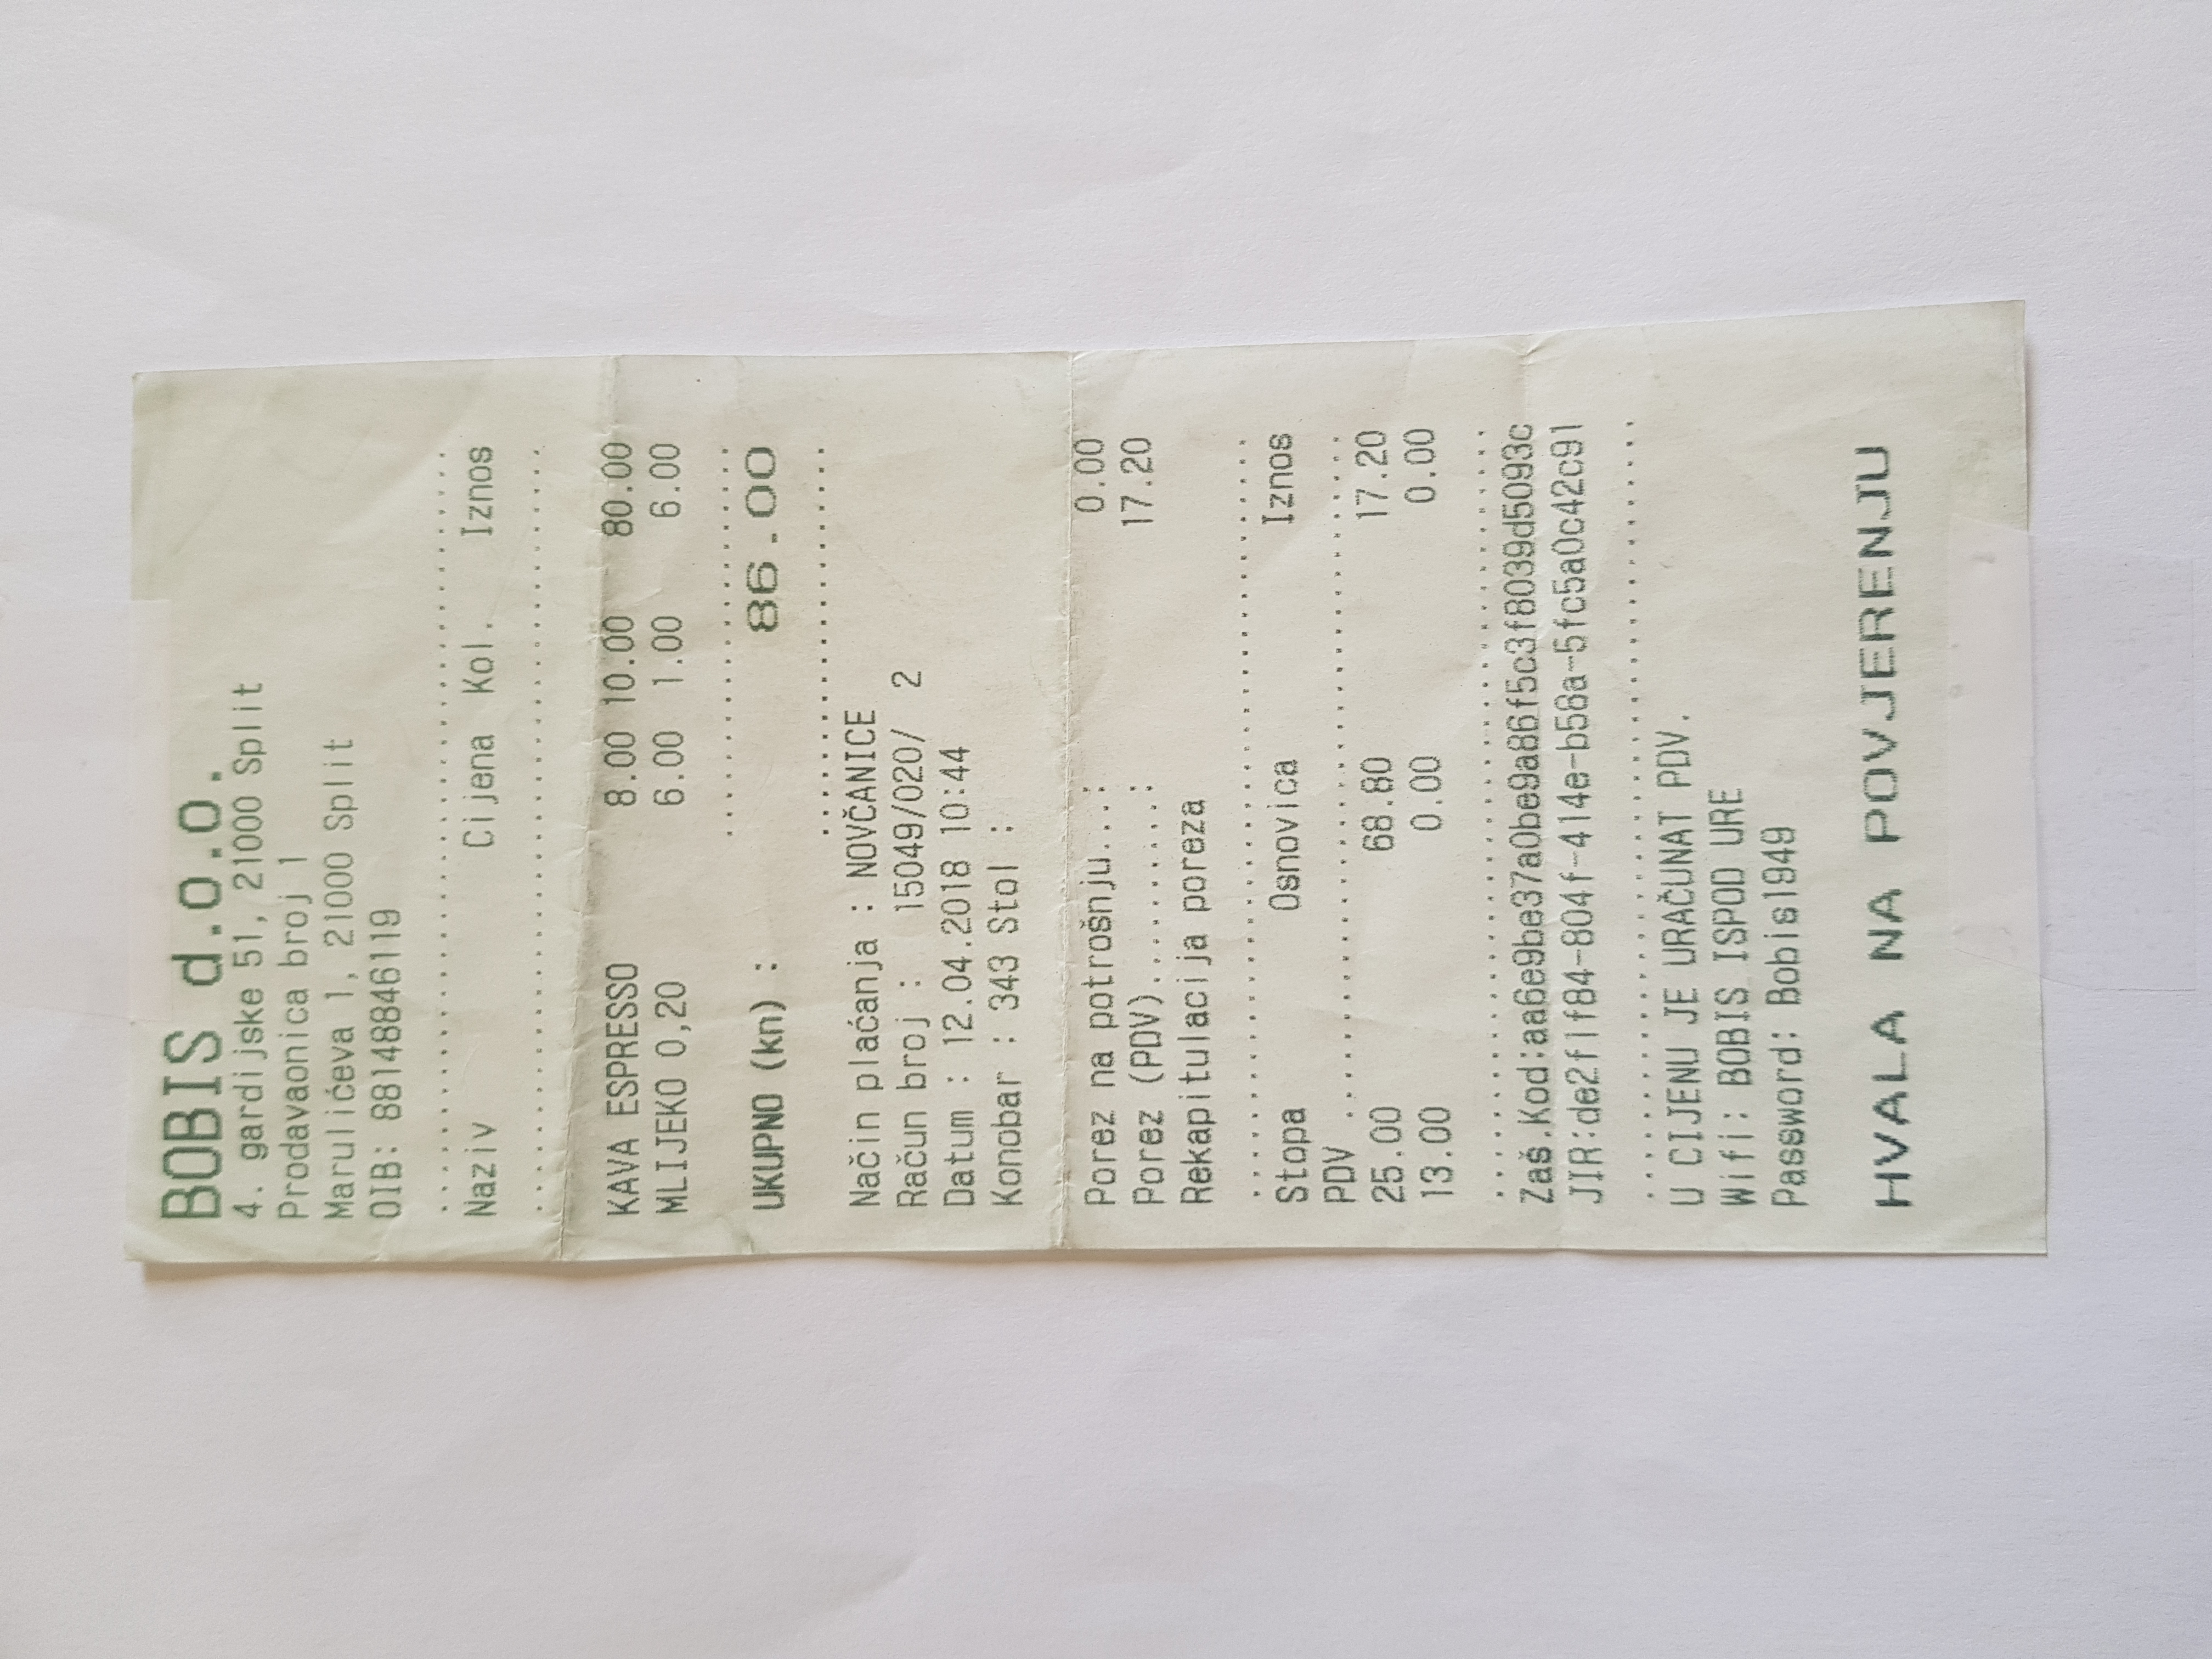 BOBIS d.o.o.
4. gardijske 51, 21000 Split
Prodavaonica broj 1
Marulićeva 1, 21000 Split
OIB: 88148846119
Naziv Cijena Kol. Iznos
KAVA ESPRESSO 8.00 10.00 80.00
MLIJEKO 0,20 6.00 1.00 6.00
UKUPNO (kn) : 86.00
Način plaćanja : NOVČANICE
Račun broj : 15049/020/ 2
Datum : 12.04.2018 10:44
Konobar : 343 Stol :
Porez na potrošnju...: 0.00
Porez (PDV)..........: 17.20
Rekapitulacija poreza
Stopa Osnovica Iznos
PDV
25.00 68.80 17.20
13.00 0.00 0.00
Zaš.Kod:aa6e9be37a0be9a86f5c3f8039d5093c
JIR:de2f1f84-804f-414e-b58a-5fc5a0c42c91
U CIJENU JE URAČUNAT PDV.
Wifi: BOBIS ISPOD URE
Password: Bobis1949
HVALA NA POVJERENJU